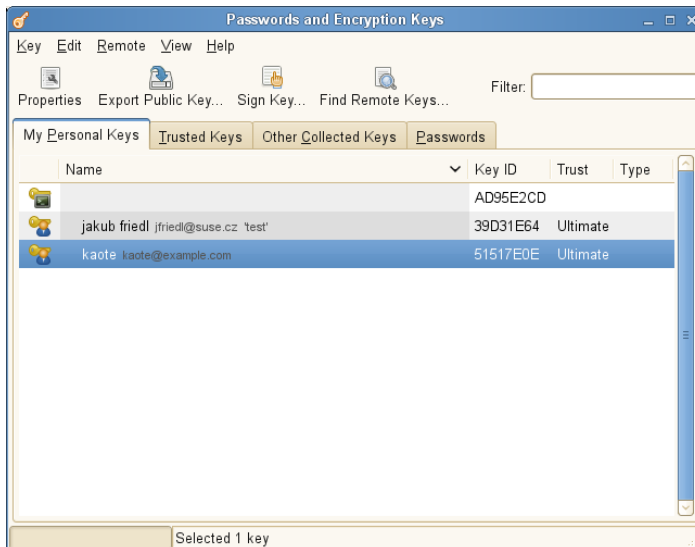 Passwords and Encryption Keys
Key Edit Remote View Help
Properties Export Public Key... Sign Key... Find Remote Keys... Filter:
My Personal Keys Trusted Keys Other Collected Keys Passwords
Name Key ID Trust Type
AD95E2CD
jakub friedl jfriedl@suse.cz 'test' 39D31E64 Ultimate
kaote kaote@example.com 51517E0E Ultimate
Selected 1 key